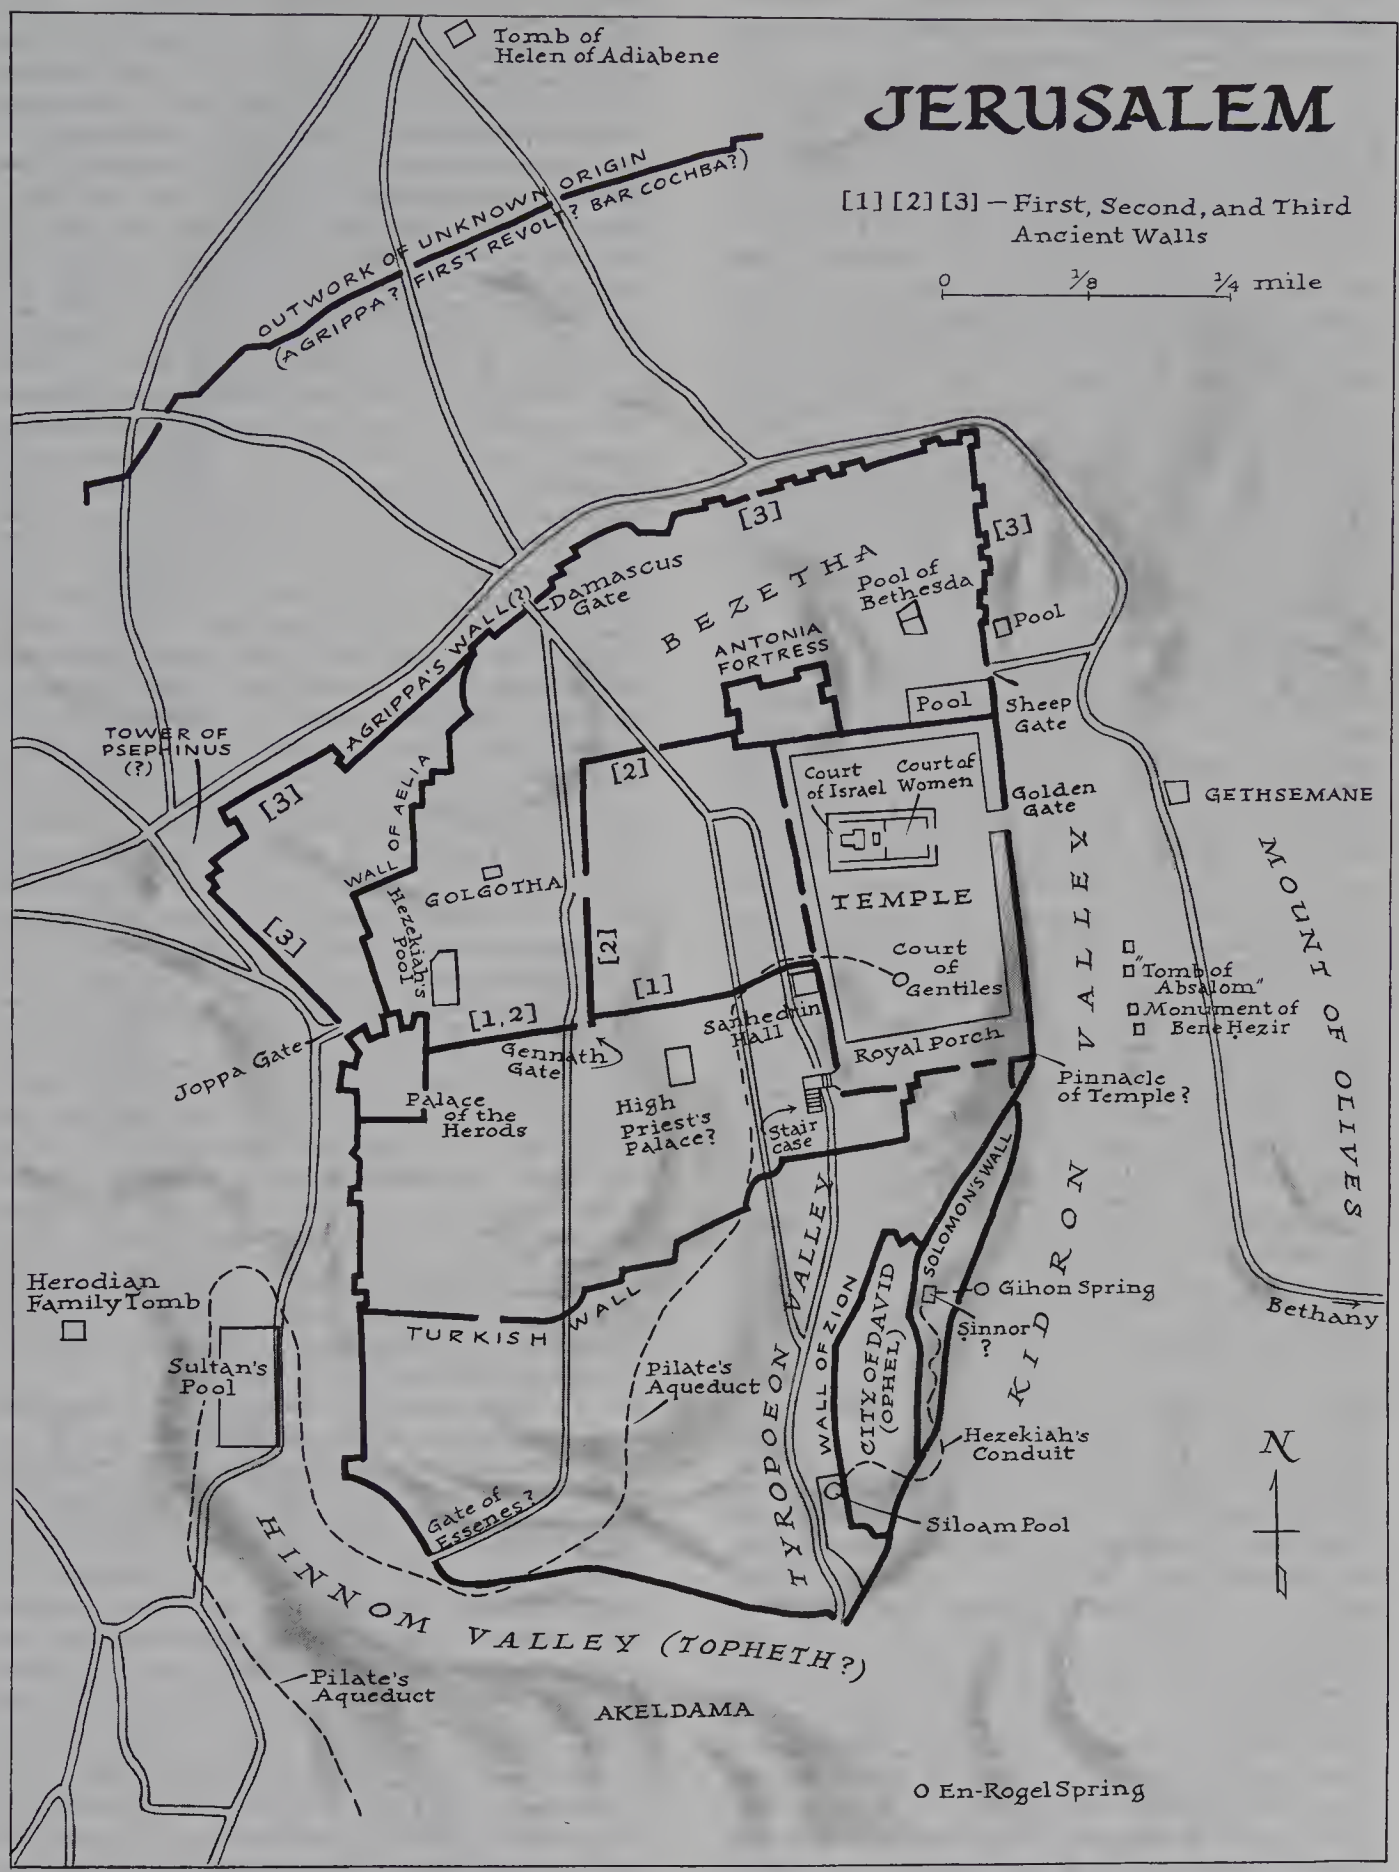 Tomb of
Helen of Adiabene
JERUSALEM
[1] [2] [3] — First, Second, and Third
Ancient Walls
0 1/8 1/4 mile
OUTWORK OF UNKNOWN ORIGIN
(AGRIPPA? FIRST REVOLT? BAR COCHBA?)
[3]
[3]
Damascus
Gate
BEZETHA
Pool of
Bethesda
Pool
AGRIPPA'S WALL(?)
ANTONIA
FORTRESS
Pool
Sheep
Gate
TOWER OF
PSEPHINUS
(?)
[3]
[2]
Court
of Israel
Court of
Women
Golden
Gate
GETHSEMANE
WALL OF AELIA
GOLGOTHA
Hezekiah's
Pool
TEMPLE
[3]
[2]
Court
of
Gentiles
"Tomb of
Absalom"
Monument of
Bene Hezir
MOUNT OF OLIVES
[1]
[1,2]
Sanhedrin
Hall
Royal Porch
Gennath
Gate
Joppa Gate
Palace
of the
Herods
High
Priest's
Palace?
Stair
case
Pinnacle
of Temple?
KIDRON VALLEY
SOLOMON'S WALL
Herodian
Family Tomb
Gihon Spring
Sinnor
?
Bethany
TURKISH WALL
Sultan's
Pool
Pilate's
Aqueduct
TYROPOEON VALLEY
WALL OF ZION
CITY OF DAVID
(OPHEL)
Hezekiah's
Conduit
N
Gate of
Essenes?
Siloam Pool
HINNOM VALLEY (TOPHETH?)
Pilate's
Aqueduct
AKELDAMA
En-Rogel Spring